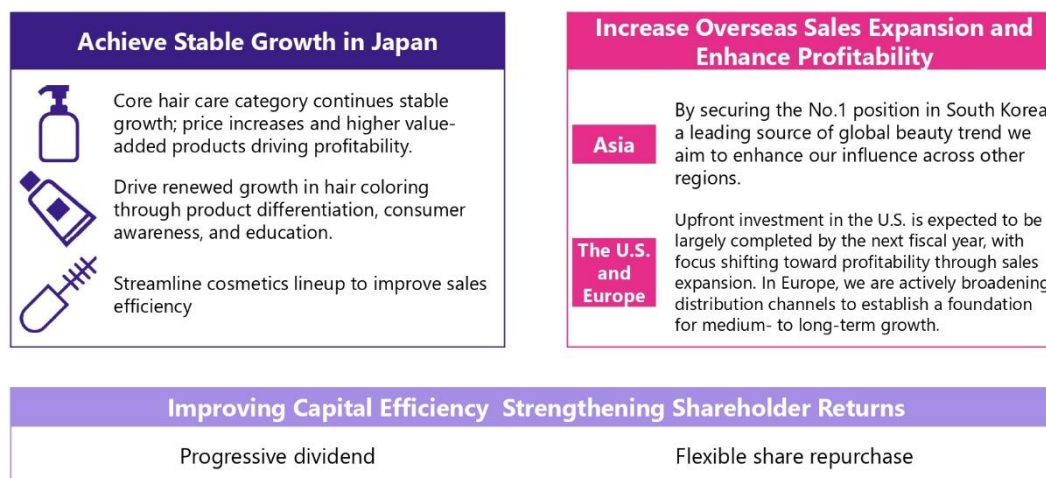 Achieve Stable Growth in Japan
Core hair care category continues stable
growth; price increases and higher value-
added products driving profitability.
Drive renewed growth in hair coloring
through product differentiation, consumer
awareness, and education.
Streamline cosmetics lineup to improve sales
efficiency
Increase Overseas Sales Expansion and
Enhance Profitability
Asia
By securing the No.1 position in South Korea
a leading source of global beauty trend we
aim to enhance our influence across other
regions.
The U.S.
and
Europe
Upfront investment in the U.S. is expected to be
largely completed by the next fiscal year, with
focus shifting toward profitability through sales
expansion. In Europe, we are actively broadening
distribution channels to establish a foundation
for medium- to long-term growth.
Improving Capital Efficiency Strengthening Shareholder Returns
Progressive dividend
Flexible share repurchase